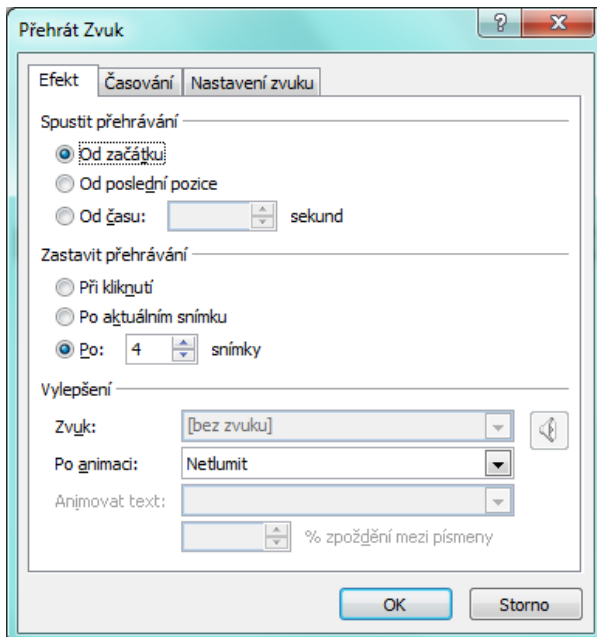 Přehrát Zvuk
Efekt Časování Nastavení zvuku
Spustit přehrávání
Od začátku
Od poslední pozice
Od času: sekund
Zastavit přehrávání
Při kliknutí
Po aktuálním snímku
Po: 4 snímky
Vylepšení
Zvuk: [bez zvuku]
Po animaci: Netlumit
Animovat text:
% zpoždění mezi písmeny
OK Storno